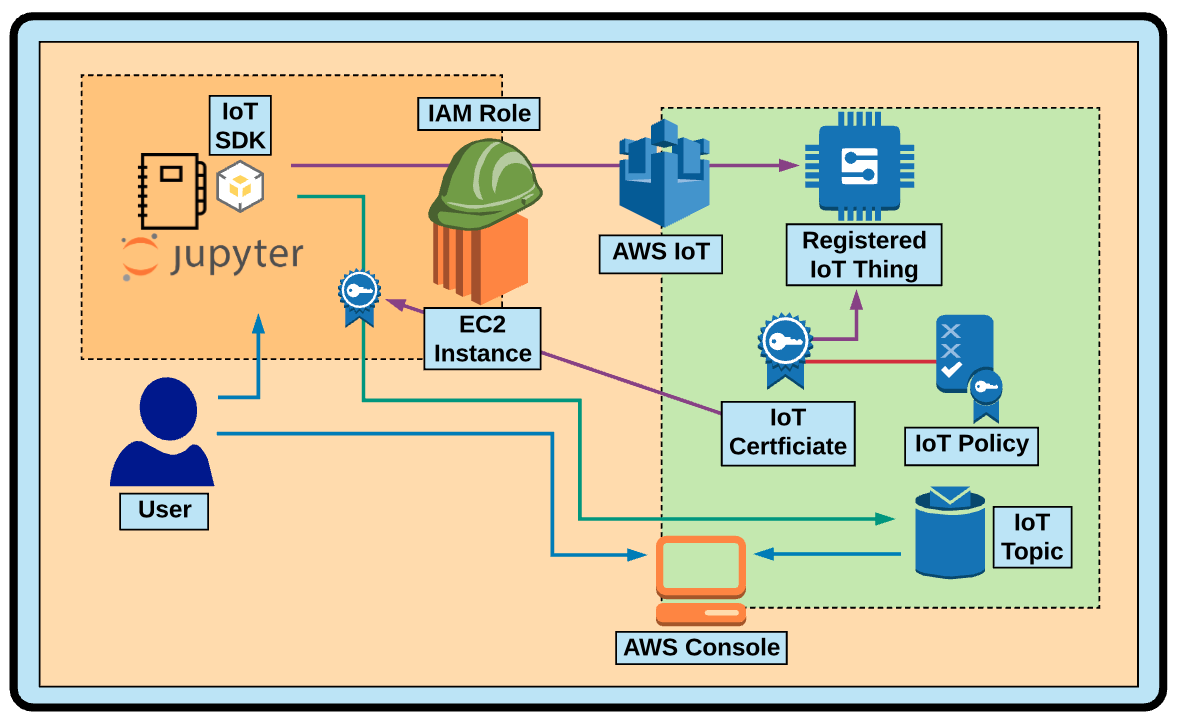 IoT
SDK
IAM Role
jupyter
AWS IoT
Registered
IoT Thing
EC2
Instance
IoT
Certficiate
IoT Policy
User
IoT
Topic
AWS Console